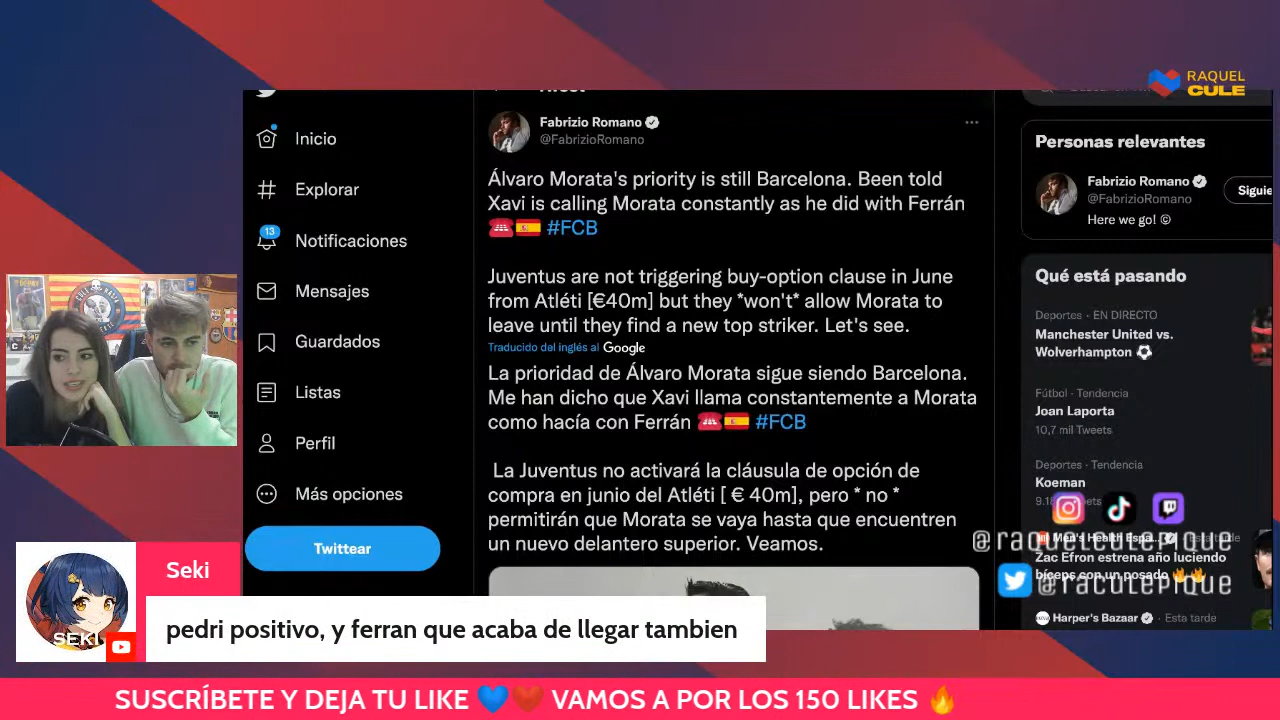 RAQUEL
CULE
Fabrizio Romano
@FabrizioRomano
Álvaro Morata's priority is still Barcelona. Been told
Xavi is calling Morata constantly as he did with Ferrán
☎️🇪🇸 #FCB
Juventus are not triggering buy-option clause in June
from Atléti [€40m] but they *won't* allow Morata to
leave until they find a new top striker. Let's see.
Traducido del inglés al Google
La prioridad de Álvaro Morata sigue siendo Barcelona.
Me han dicho que Xavi llama constantemente a Morata
como hacía con Ferrán ☎️🇪🇸 #FCB
La Juventus no activará la cláusula de opción de
compra en junio del Atléti [ € 40m], pero * no *
permitirán que Morata se vaya hasta que encuentren
un nuevo delantero superior. Veamos.
Inicio
Explorar
13
Notificaciones
Mensajes
Guardados
Listas
Perfil
Más opciones
Twittear
Personas relevantes
Fabrizio Romano
@FabrizioRomano
Siguie
Here we go! ©
Qué está pasando
Deportes · EN DIRECTO
Manchester United vs.
Wolverhampton ⚽
Fútbol · Tendencia
Joan Laporta
10,7 mil Tweets
Deportes · Tendencia
Koeman
@raquelculepique
Men's Health Espa...
Zac Efron estrena año luciendo
bíceps con un posado 🔥🔥
@raculepique
Harper's Bazaar · Esta tarde
DEPAY
Seki
SEKI
pedri positivo, y ferran que acaba de llegar tambien
SUSCRÍBETE Y DEJA TU LIKE 💙❤️ VAMOS A POR LOS 150 LIKES 🔥